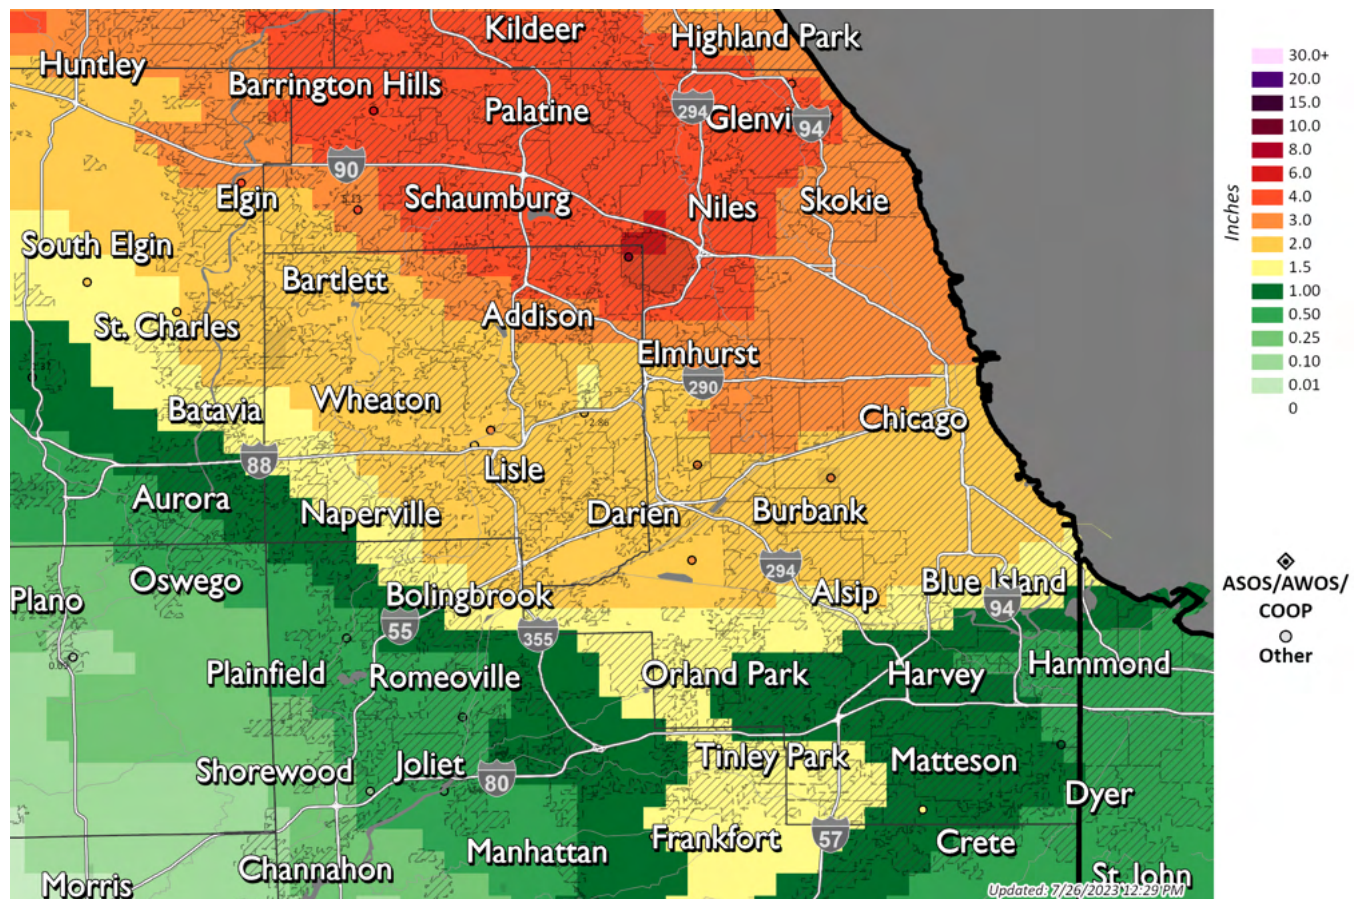 Kildeer
Highland Park
Huntley
Barrington Hills
Palatine
294
Glenvi
94
90
Elgin
5.13
Schaumburg
Niles
Skokie
South Elgin
Bartlett
St. Charles
Addison
Elmhurst
290
Batavia
Wheaton
2.86
Chicago
88
Lisle
Aurora
Naperville
Darien
Burbank
Oswego
294
Plano
Bolingbrook
Alsip
Blue Island
94
55
355
Plainfield
Romeoville
Orland Park
Harvey
Hammond
Shorewood
Joliet
80
Tinley Park
Matteson
Dyer
Frankfort
57
Crete
Channahon
Manhattan
Morris
St. John
Updated: 7/26/2023 12:29 PM
Inches
30.0+
20.0
15.0
10.0
8.0
6.0
4.0
3.0
2.0
1.5
1.00
0.50
0.25
0.10
0.01
0
ASOS/AWOS/
COOP
Other